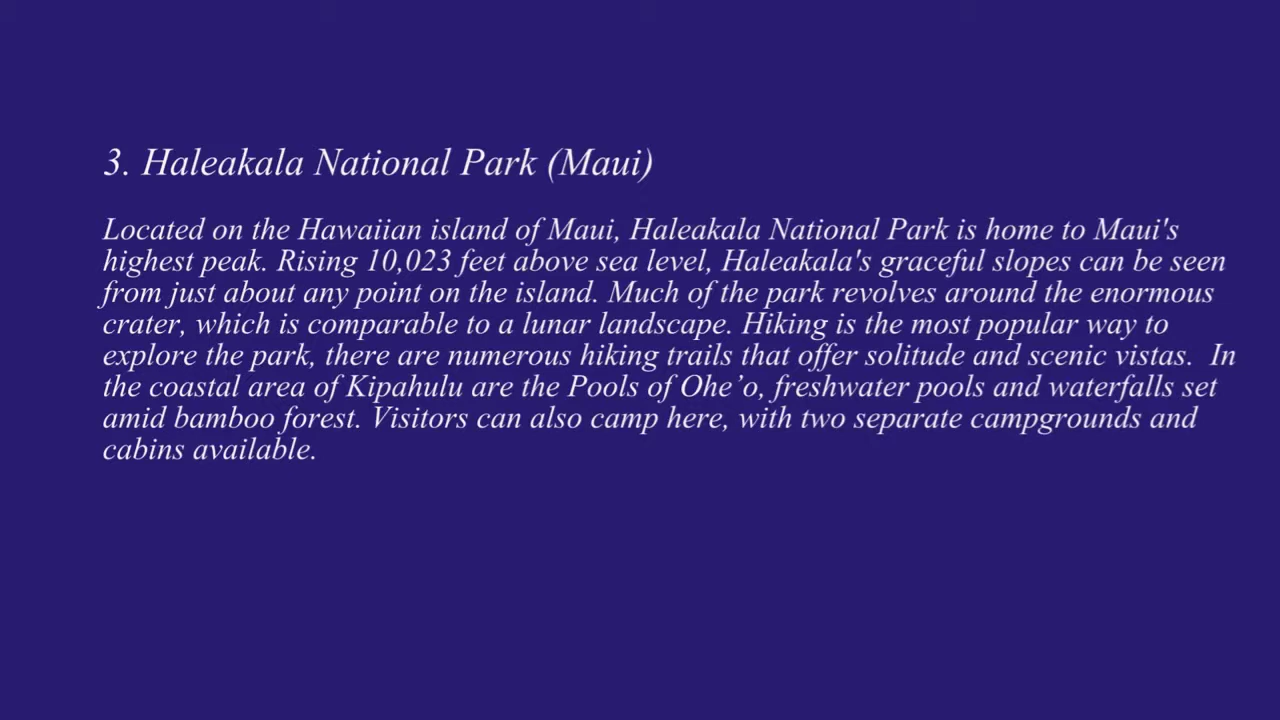 3. Haleakala National Park (Maui)
Located on the Hawaiian island of Maui, Haleakala National Park is home to Maui's
highest peak. Rising 10,023 feet above sea level, Haleakala's graceful slopes can be seen
from just about any point on the island. Much of the park revolves around the enormous
crater, which is comparable to a lunar landscape. Hiking is the most popular way to
explore the park, there are numerous hiking trails that offer solitude and scenic vistas.  In
the coastal area of Kipahulu are the Pools of Ohe’o, freshwater pools and waterfalls set
amid bamboo forest. Visitors can also camp here, with two separate campgrounds and
cabins available.